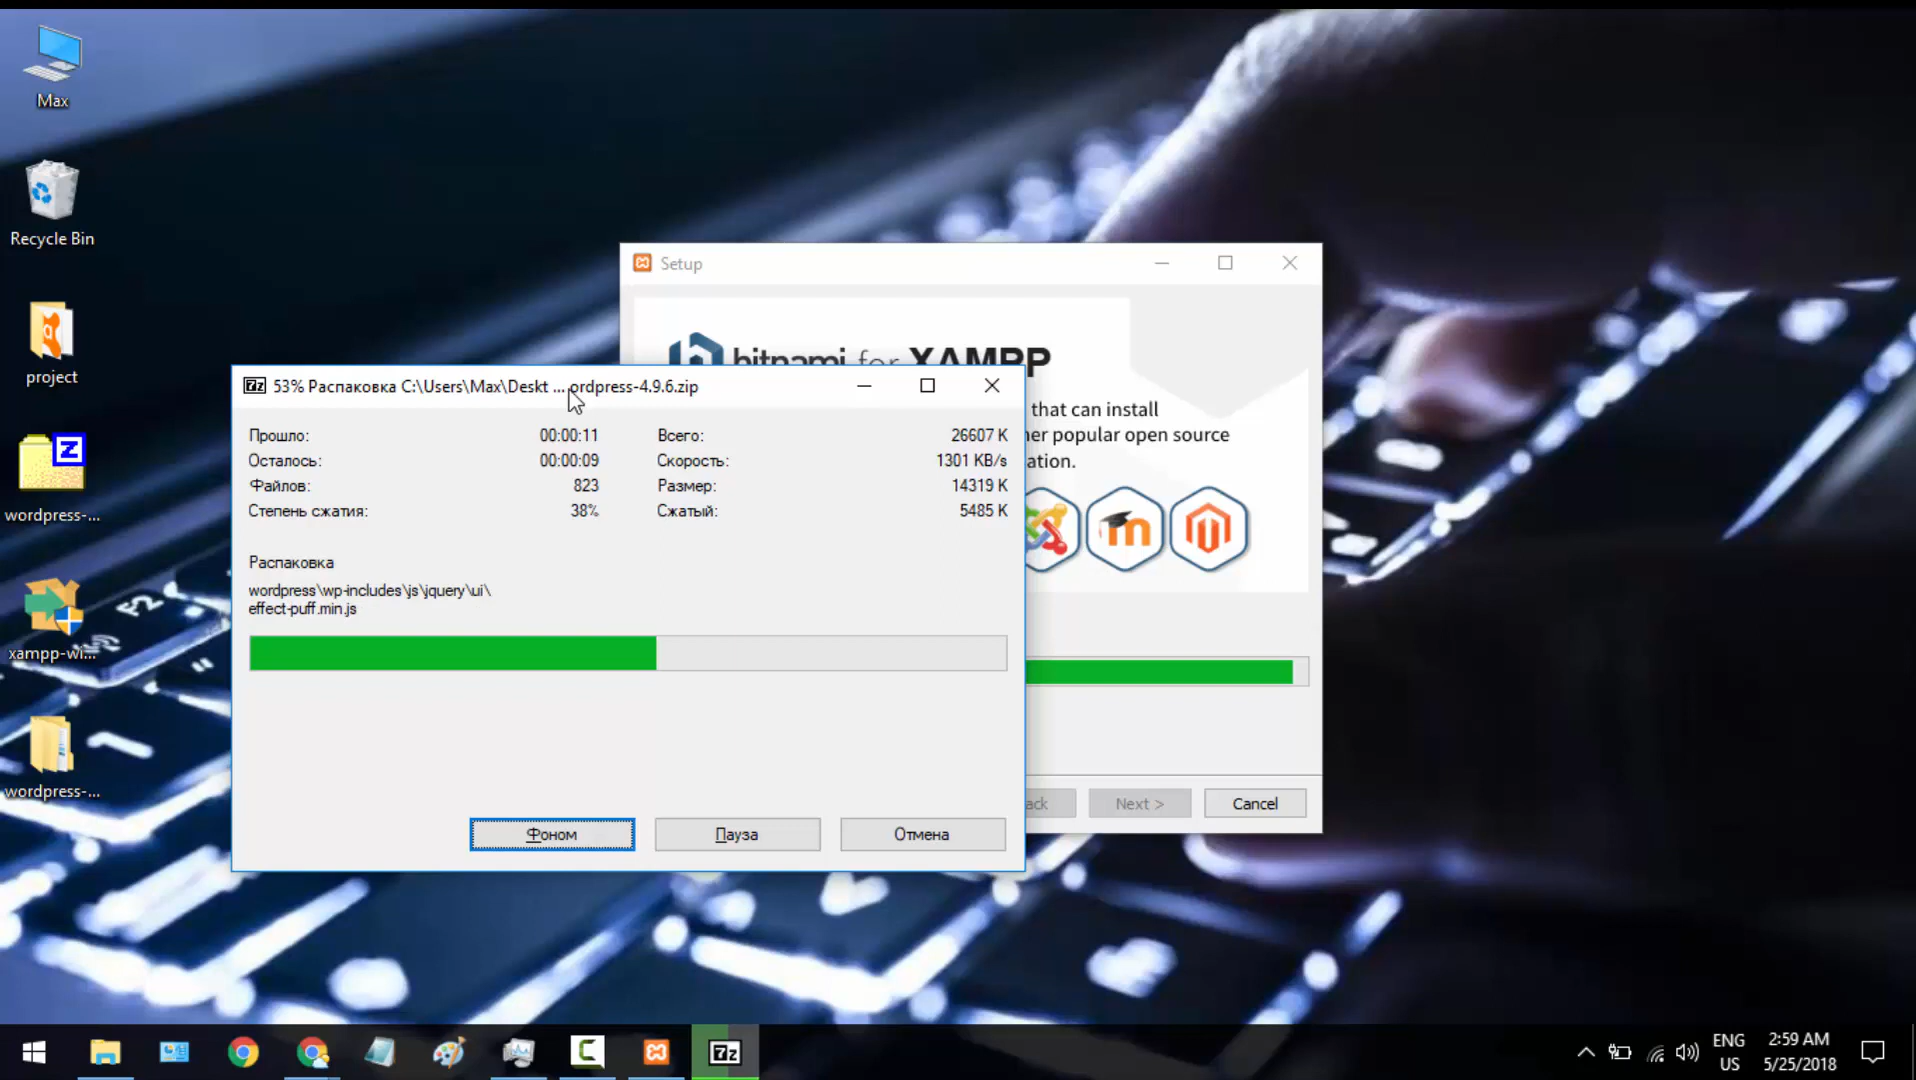 Max
Recycle Bin
project
wordpress-...
xampp-wi...
wordpress-...
Setup
bitnami for XAMPP
that can install
her popular open source
ation.
ack
Next >
Cancel
7z
53% Распаковка C:\Users\Max\Deskt ... ordpress-4.9.6.zip
Прошло: 00:00:11 Всего: 26607 K
Осталось: 00:00:09 Скорость: 1301 KB/s
Файлов: 823 Размер: 14319 K
Степень сжатия: 38% Сжатый: 5485 K
Распаковка
wordpress\wp-includes\js\jquery\ui\
effect-puff.min.js
Фоном
Пауза
Отмена
7z
ENG
US
2:59 AM
5/25/2018